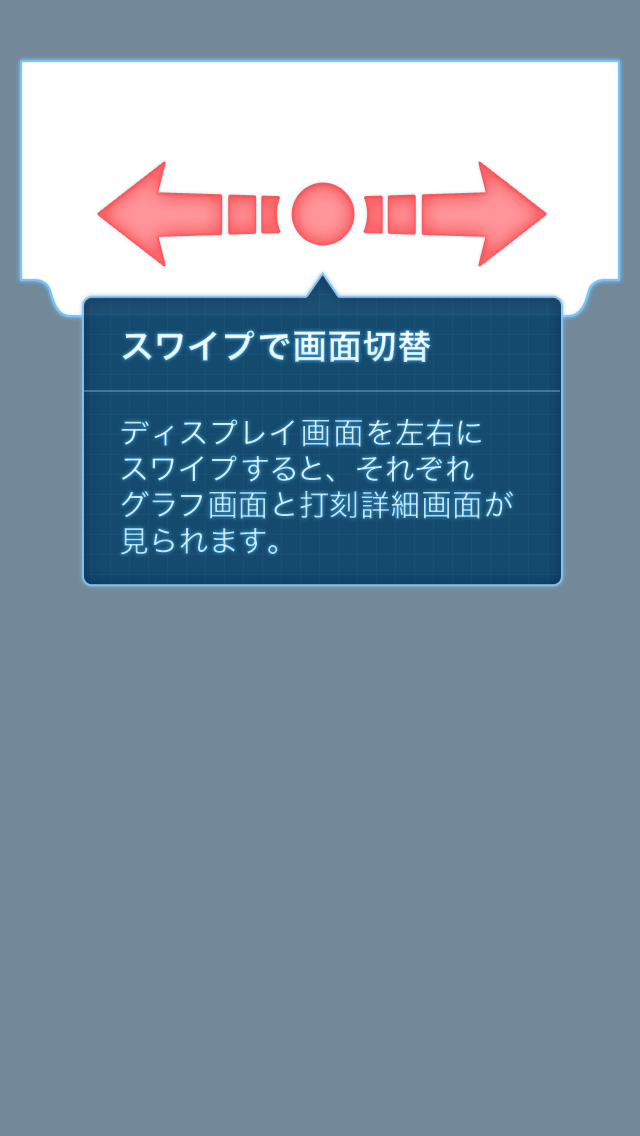 スワイプで画面切替
ディスプレイ画面を左右に
スワイプすると、それぞれ
グラフ画面と打刻詳細画面が
見られます。